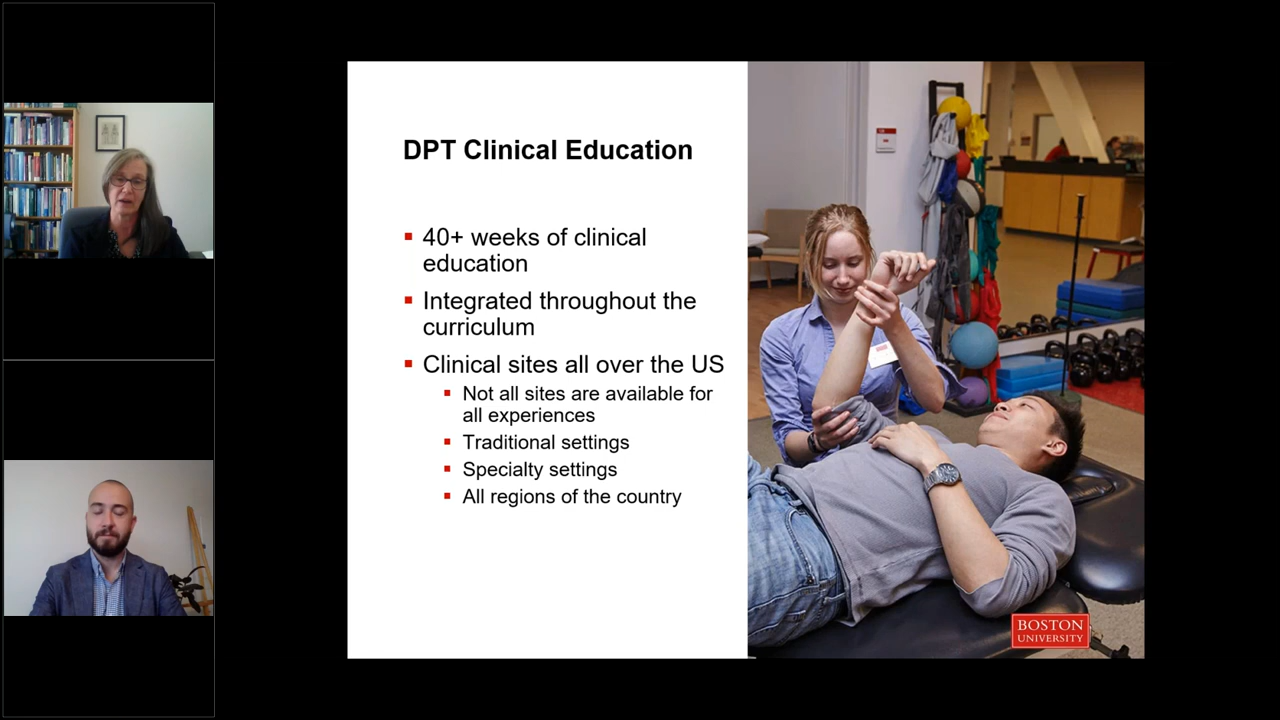 DPT Clinical Education
40+ weeks of clinical
education
Integrated throughout the
curriculum
Clinical sites all over the US
Not all sites are available for
all experiences
Traditional settings
Specialty settings
All regions of the country
BOSTON
UNIVERSITY